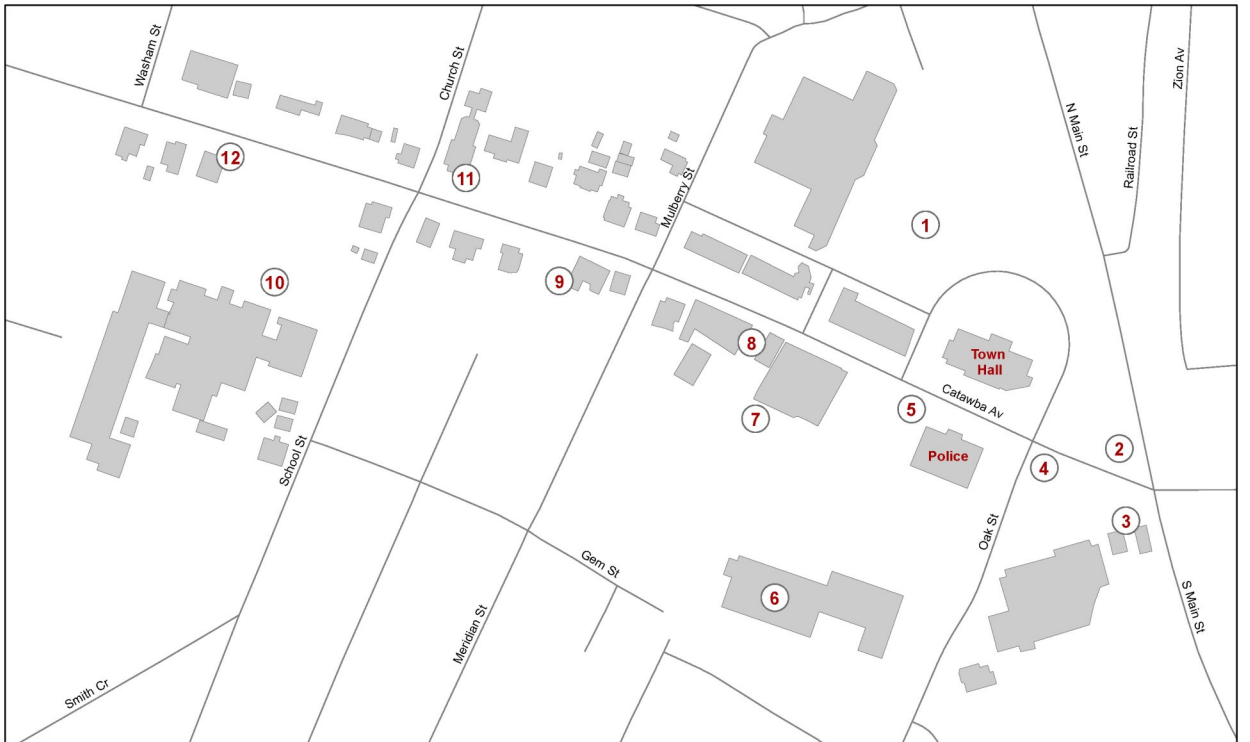 Washam St
Church St
Mulberry St
N Main St
Railroad St
Zion Av
12
11
1
10
9
8
Town
Hall
Catawba Av
5
7
Police
4
2
School St
Oak St
3
Gem St
6
S Main St
Meridian St
Smith Cr